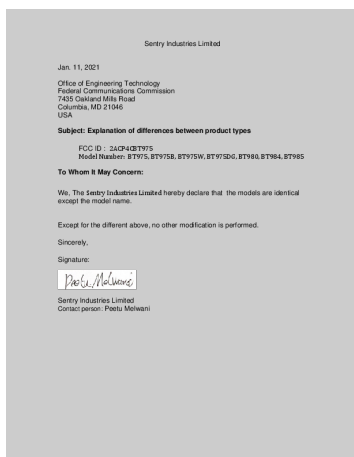 Sentry Industries Limited
Jan. 11, 2021
Office of Engineering Technology
Federal Communications Commission
7435 Oakland Mills Road
Columbia, MD 21046
USA
Subject: Explanation of differences between product types
FCC ID : 2ACP4CBT975
Model Number: BT975, BT975B, BT975W, BT975DG, BT980, BT984, BT985
To Whom It May Concern:
We, The Sentry Industries Limited hereby declare that the models are identical
except the model name.
Except for the different above, no other modification is performed.
Sincerely,
Signature:
Peetu Melwani
Sentry Industries Limited
Contact person: Peetu Melwani